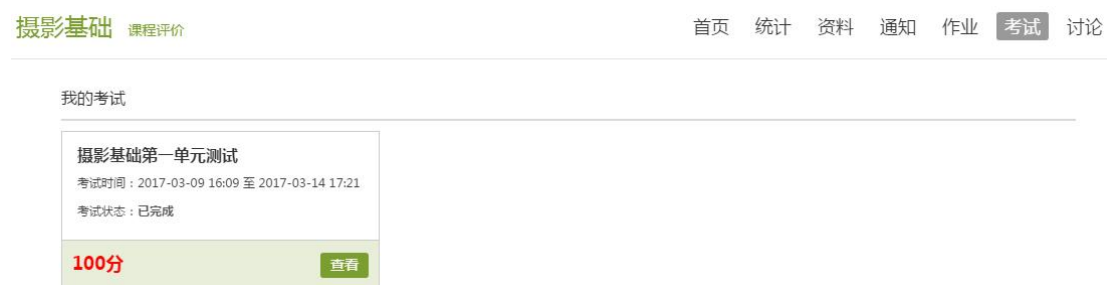 摄影基础 课程评价 首页 统计 资料 通知 作业 考试 讨论
我的考试
摄影基础第一单元测试
考试时间：2017-03-09 16:09 至 2017-03-14 17:21
考试状态：已完成
100分 查看